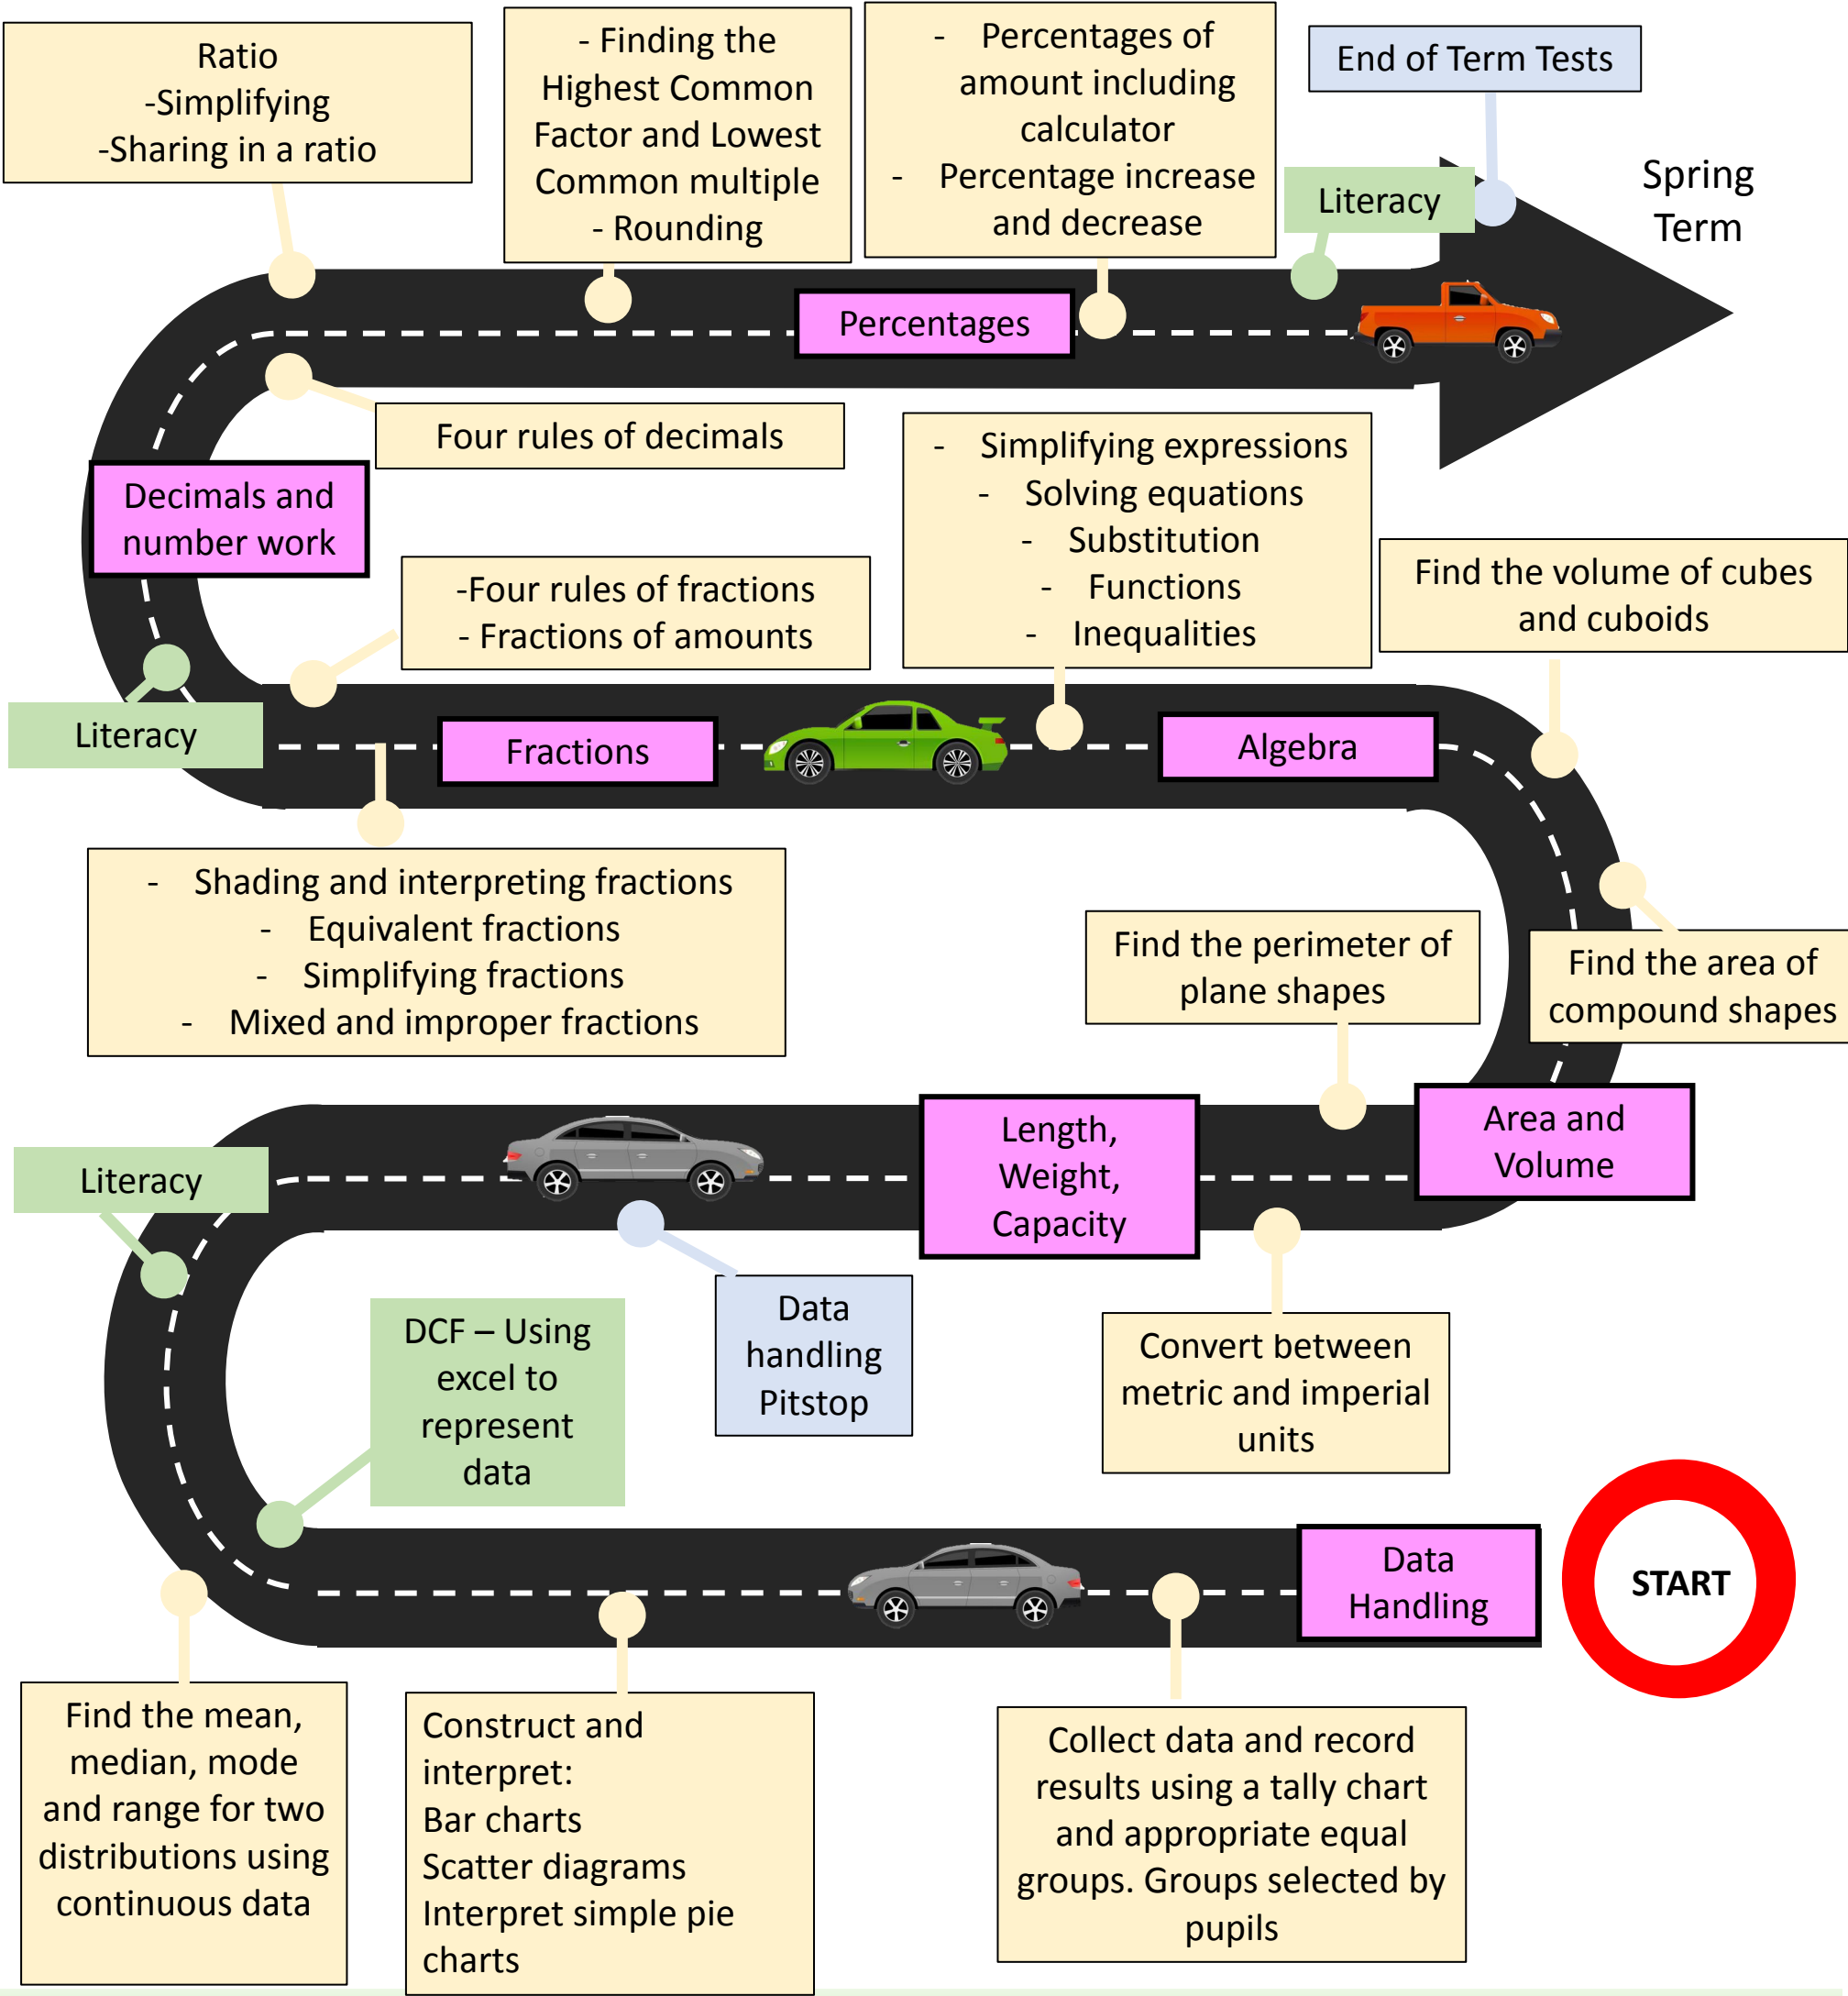 Ratio
-Simplifying
-Sharing in a ratio
- Finding the
Highest Common
Factor and Lowest
Common multiple
- Rounding
- Percentages of
amount including
calculator
- Percentage increase
and decrease
End of Term Tests
Literacy
Spring
Term
Percentages
Four rules of decimals
Decimals and
number work
-Four rules of fractions
- Fractions of amounts
- Simplifying expressions
- Solving equations
- Substitution
- Functions
- Inequalities
Find the volume of cubes
and cuboids
Literacy
Fractions
Algebra
- Shading and interpreting fractions
- Equivalent fractions
- Simplifying fractions
- Mixed and improper fractions
Find the perimeter of
plane shapes
Find the area of
compound shapes
Literacy
Length,
Weight,
Capacity
Area and
Volume
DCF – Using
excel to
represent
data
Data
handling
Pitstop
Convert between
metric and imperial
units
Data
Handling
START
Find the mean,
median, mode
and range for two
distributions using
continuous data
Construct and
interpret:
Bar charts
Scatter diagrams
Interpret simple pie
charts
Collect data and record
results using a tally chart
and appropriate equal
groups. Groups selected by
pupils